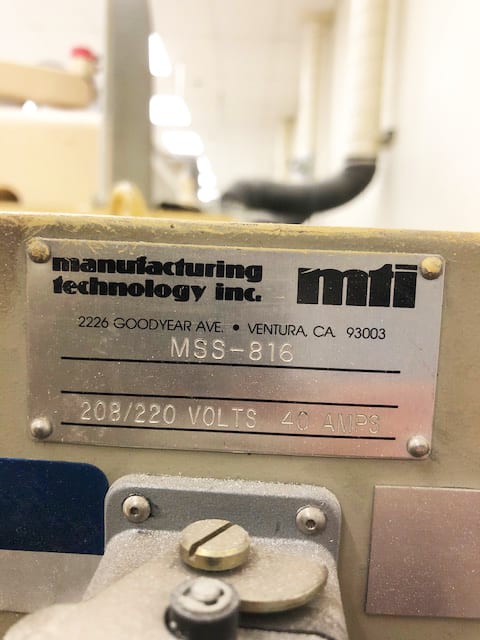 manufacturing mti
technology inc.
2226 GOODYEAR AVE. • VENTURA, CA. 93003
MSS-816
208/220 VOLTS 40 AMPS